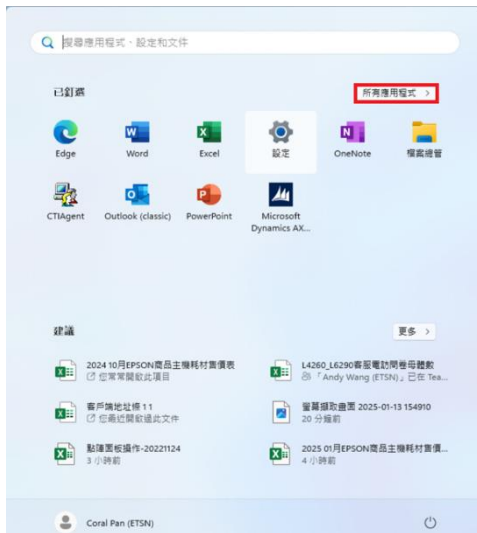 搜尋應用程式、設定和文件
已釘選
所有應用程式 >
Edge
Word
Excel
設定
OneNote
檔案總管
CTIAgent
Outlook (classic)
PowerPoint
Microsoft
Dynamics AX...
建議
更多 >
2024 10月EPSON商品主機耗材售價表
您常常開啟此項目
L4260_L6290客服電訪問卷母體數
「Andy Wang (ETSN)」已在 Tea...
客戶端地址檔 1 1
您最近開啟過此文件
螢幕擷取畫面 2025-01-13 154910
20 分鐘前
點陣面板操作-20221124
3 小時前
2025 01月EPSON商品主機耗材售價...
4 小時前
Coral Pan (ETSN)